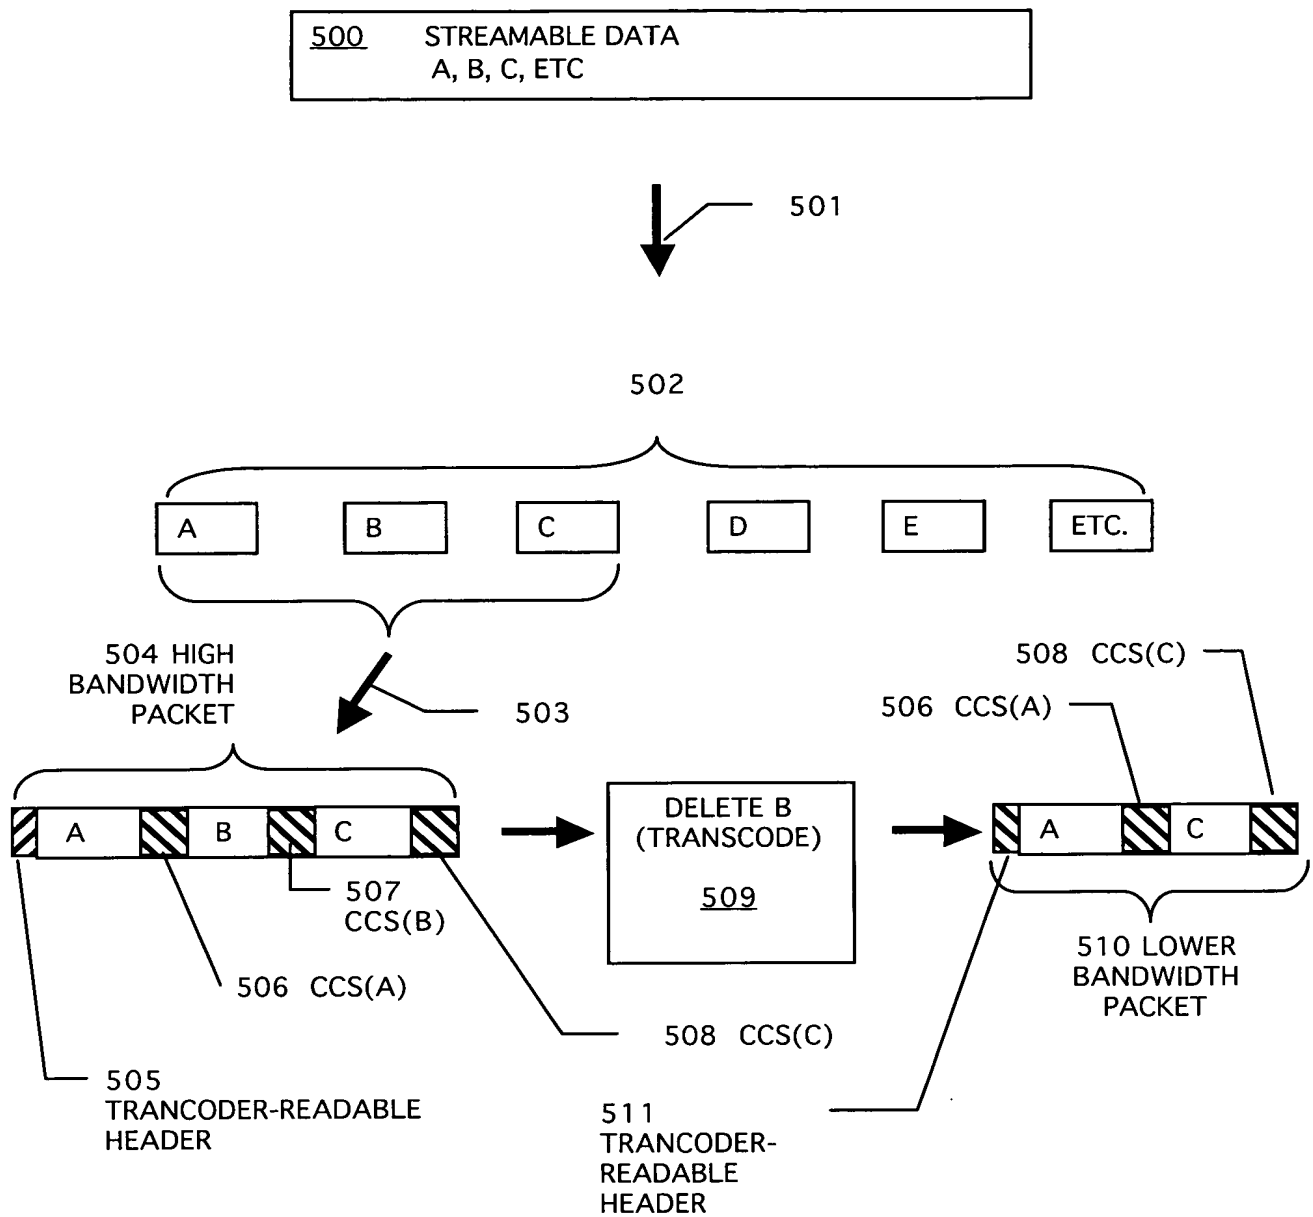 500 STREAMABLE DATA
A, B, C, ETC
501
502
A B C D E ETC.
504 HIGH
BANDWIDTH
PACKET
503
508 CCS(C)
506 CCS(A)
A B C
DELETE B
(TRANSCODE)
509
A C
507
CCS(B)
506 CCS(A)
508 CCS(C)
510 LOWER
BANDWIDTH
PACKET
505
TRANCODER-READABLE
HEADER
511
TRANCODER-
READABLE
HEADER